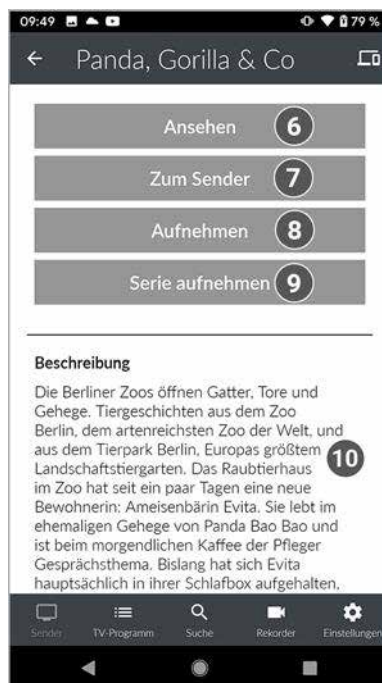 09:49 79 %
Panda, Gorilla & Co
Ansehen 6
Zum Sender 7
Aufnehmen 8
Serie aufnehmen 9
Beschreibung
Die Berliner Zoos öffnen Gatter, Tore und
Gehege. Tiergeschichten aus dem Zoo
Berlin, dem artenreichsten Zoo der Welt, und
aus dem Tierpark Berlin, Europas größtem
Landschaftstiergarten. Das Raubtierhaus 10
im Zoo hat seit ein paar Tagen eine neue
Bewohnerin: Ameisenbärin Evita. Sie lebt im
ehemaligen Gehege von Panda Bao Bao und
ist beim morgendlichen Kaffee der Pfleger
Gesprächsthema. Bislang hat sich Evita
hauptsächlich in ihrer Schlafbox aufgehalten,
Sender TV-Programm Suche Rekorder Einstellungen